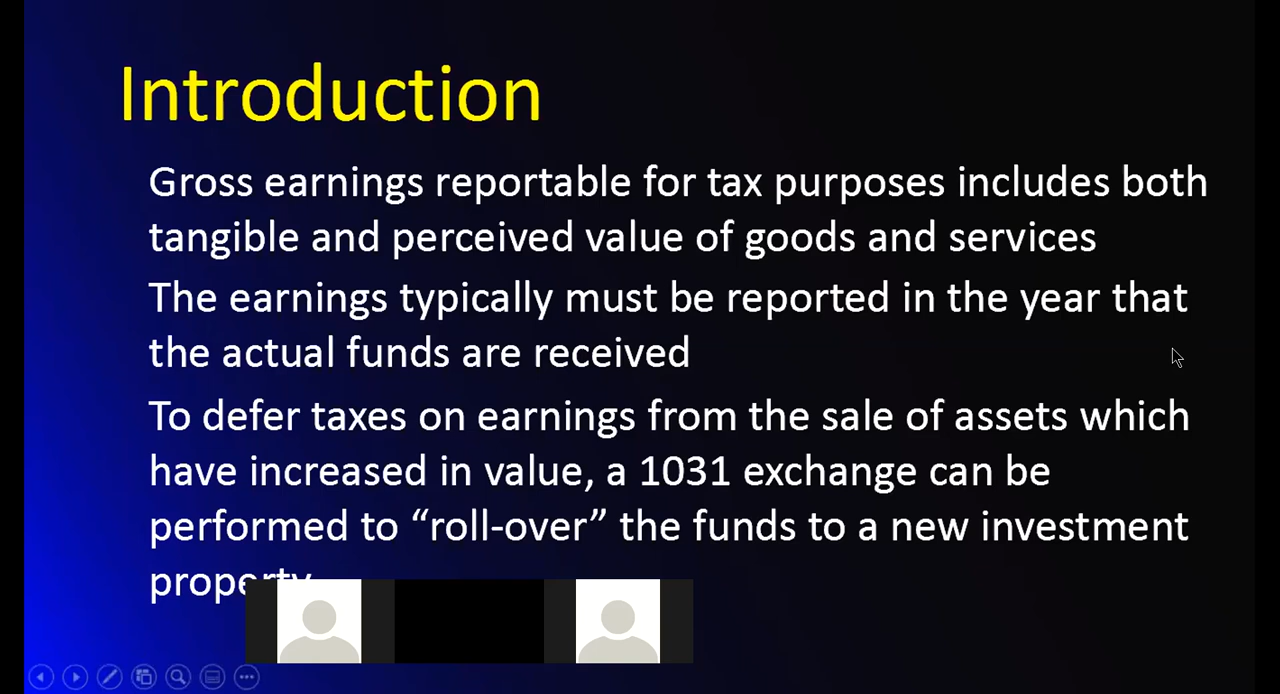 Introduction
Gross earnings reportable for tax purposes includes both
tangible and perceived value of goods and services
The earnings typically must be reported in the year that
the actual funds are received
To defer taxes on earnings from the sale of assets which
have increased in value, a 1031 exchange can be
performed to “roll-over” the funds to a new investment
property